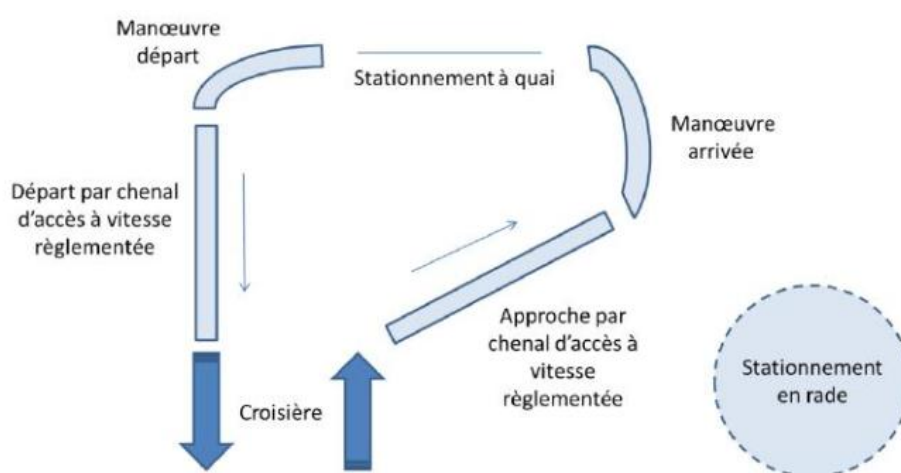 Manœuvre
départ
Stationnement à quai
Manœuvre
arrivée
Départ par chenal
d'accès à vitesse
règlementée
Approche par
chenal d'accès à
vitesse
règlementée
Stationnement
en rade
Croisière